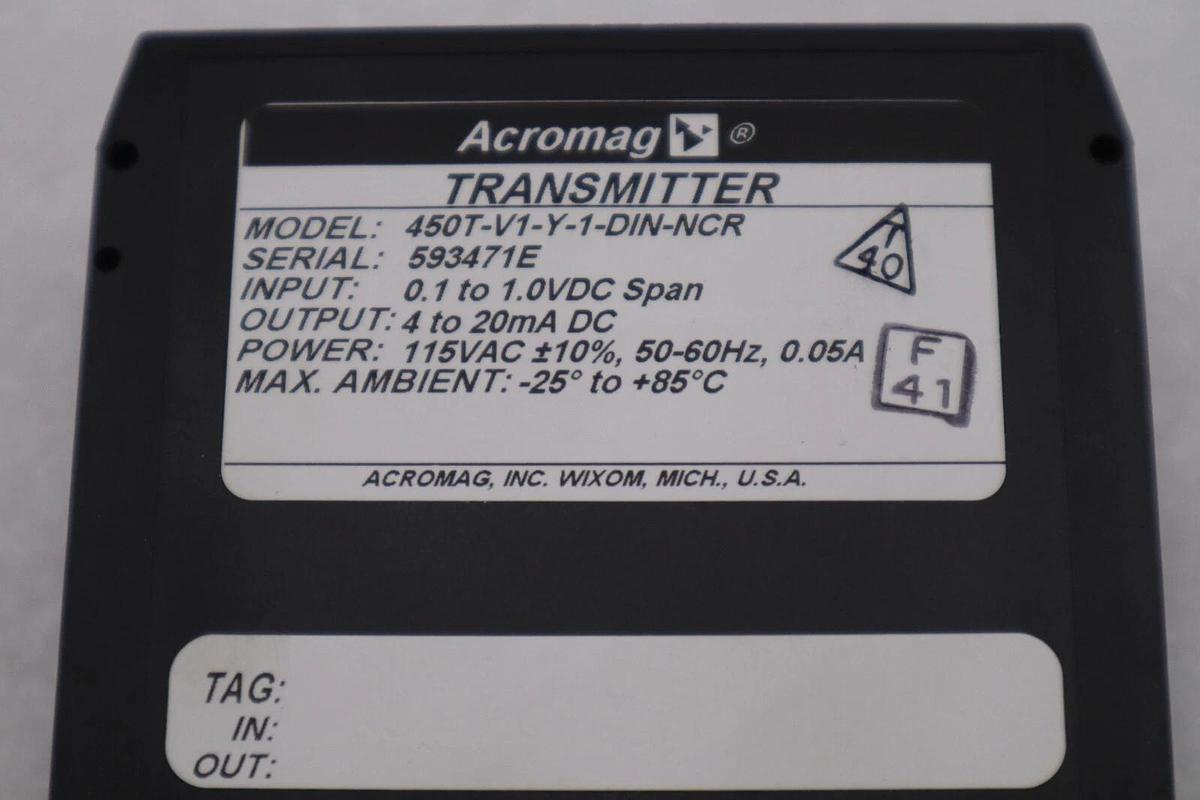 Acromag ®
TRANSMITTER
MODEL: 450T-V1-Y-1-DIN-NCR
SERIAL: 593471E
INPUT: 0.1 to 1.0VDC Span
OUTPUT: 4 to 20mA DC
POWER: 115VAC ±10%, 50-60Hz, 0.05A
MAX. AMBIENT: -25° to +85°C
T
40
F
41
ACROMAG, INC. WIXOM, MICH., U.S.A.
TAG:
IN:
OUT: